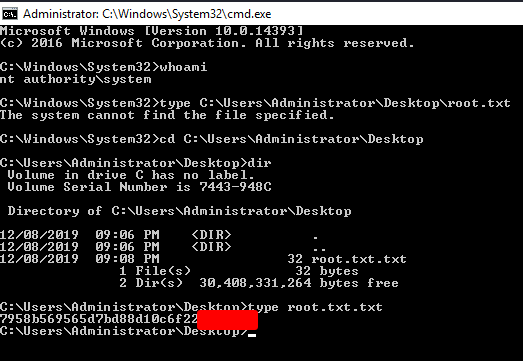 Administrator: C:\Windows\System32\cmd.exe
Microsoft Windows [Version 10.0.14393]
(c) 2016 Microsoft Corporation. All rights reserved.
C:\Windows\System32>whoami
nt authority\system
C:\Windows\System32>type C:\Users\Administrator\Desktop\root.txt
The system cannot find the file specified.
C:\Windows\System32>cd C:\Users\Administrator\Desktop
C:\Users\Administrator\Desktop>dir
Volume in drive C has no label.
Volume Serial Number is 7443-948C
Directory of C:\Users\Administrator\Desktop
12/08/2019  09:06 PM    <DIR>          .
12/08/2019  09:06 PM    <DIR>          ..
12/08/2019  09:08 PM                32 root.txt.txt
1 File(s)             32 bytes
2 Dir(s)  30,408,331,264 bytes free
C:\Users\Administrator\Desktop>type root.txt.txt
7958b569565d7bd88d10c6f22
C:\Users\Administrator\Desktop>